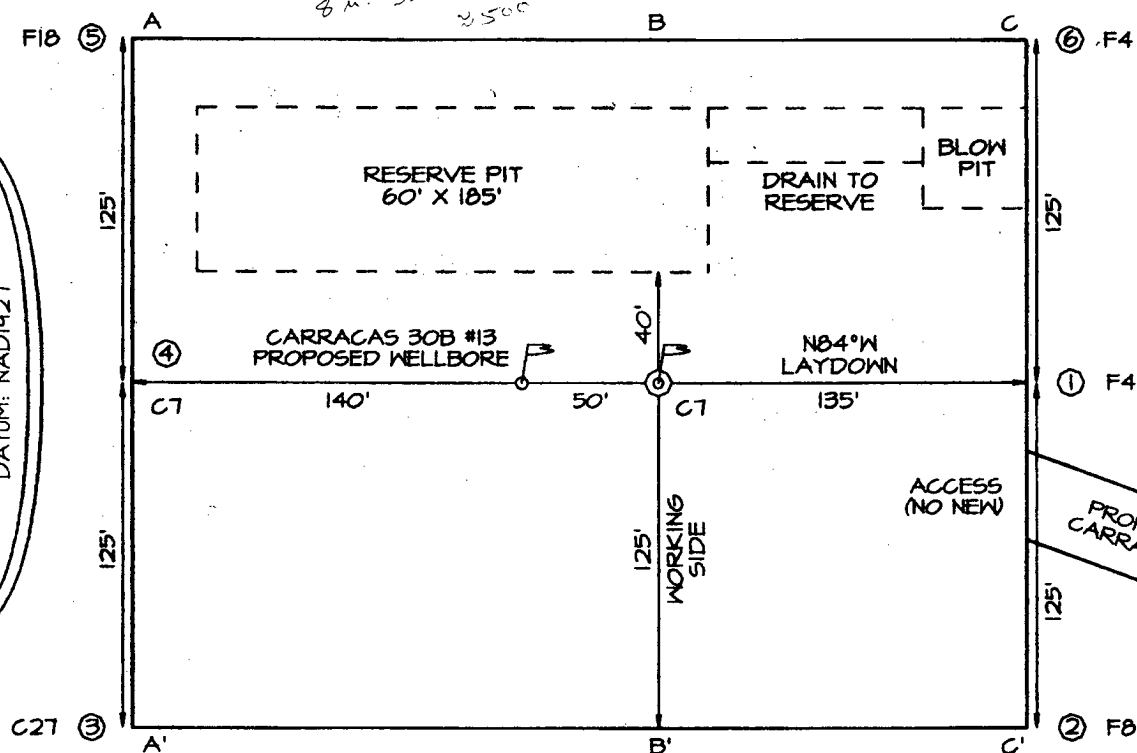 A B C
F18 ⑤
⑥ F4
125'
RESERVE PIT
60' X 185'
DRAIN TO
RESERVE
BLOW
PIT
125'
DATUM: NAD1927
④
CARRACAS 30B #13
PROPOSED WELLBORE
40'
N84°W
LAYDOWN
① F4
C7
140'
50'
C7
135'
ACCESS
(NO NEW)
125'
125'
WORKING
SIDE
125'
C27 ③
② F8
A' B' C'